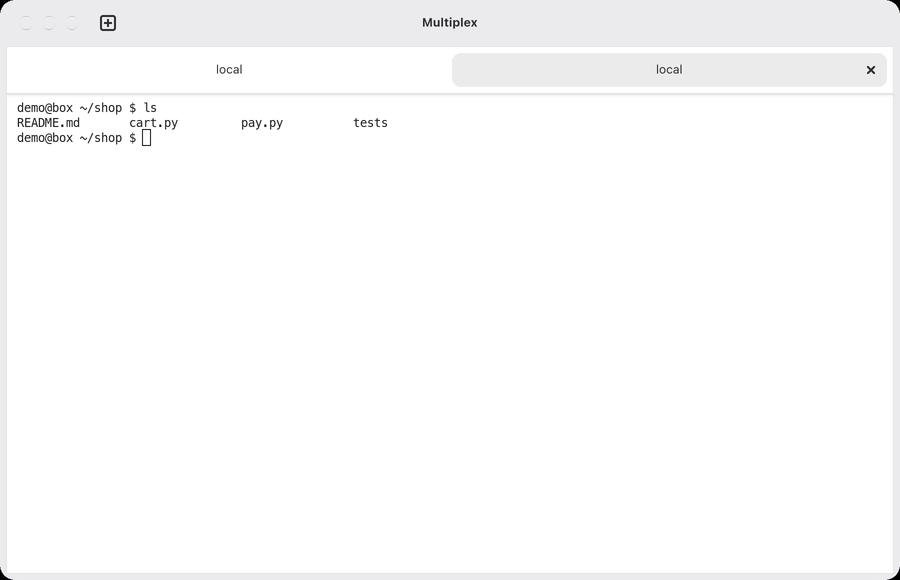 Multiplex
local local
demo@box ~/shop $ ls
README.md cart.py pay.py tests
demo@box ~/shop $